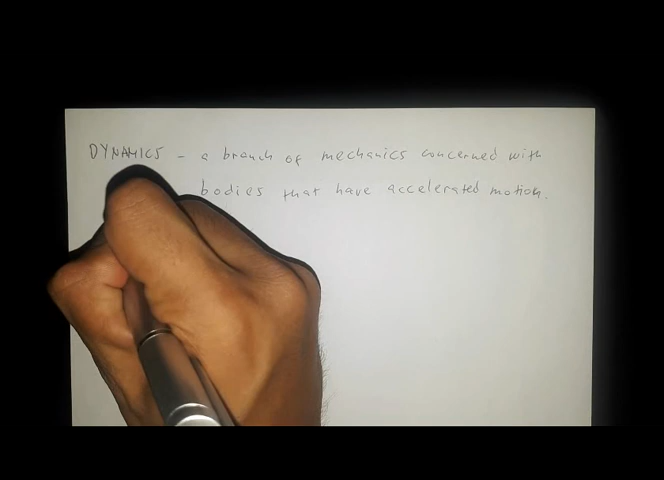 DYNAMICS - a branch of mechanics concerned with
bodies that have accelerated motion.